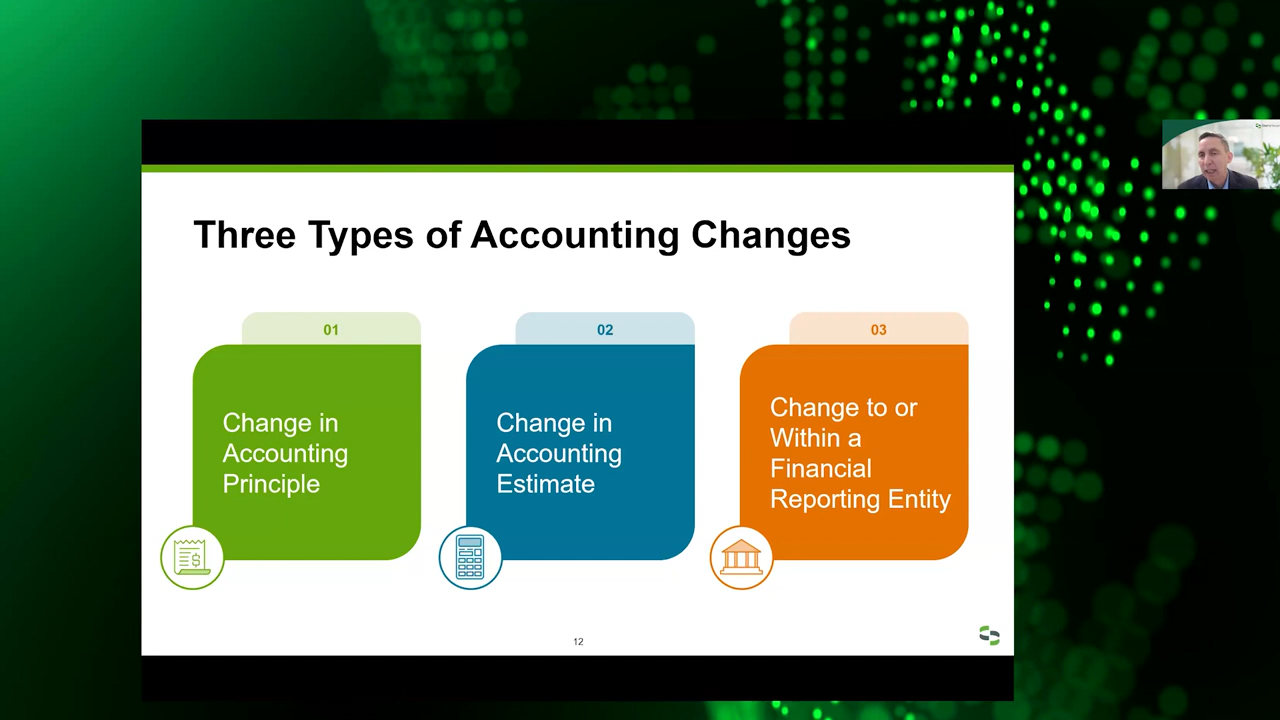 Three Types of Accounting Changes
01
Change in
Accounting
Principle
02
Change in
Accounting
Estimate
03
Change to or
Within a
Financial
Reporting Entity
12